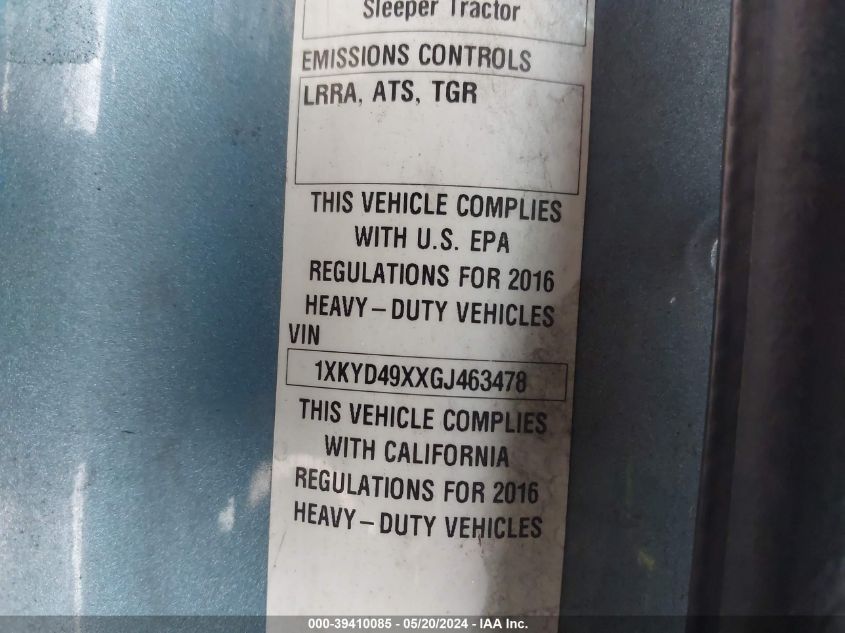 Sleeper Tractor
EMISSIONS CONTROLS
LRRA, ATS, TGR
THIS VEHICLE COMPLIES
WITH U.S. EPA
REGULATIONS FOR 2016
HEAVY-DUTY VEHICLES
VIN
1XKYD49XXGJ463478
THIS VEHICLE COMPLIES
WITH CALIFORNIA
REGULATIONS FOR 2016
HEAVY-DUTY VEHICLES
000-39410085 - 05/20/2024 - IAA Inc.